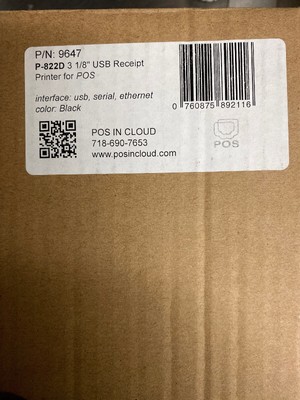 P/N: 9647
P-822D 3 1/8" USB Receipt
Printer for POS
interface: usb, serial, ethernet
color: Black
0 760875 892116
POS IN CLOUD
718-690-7653
www.posincloud.com
POS